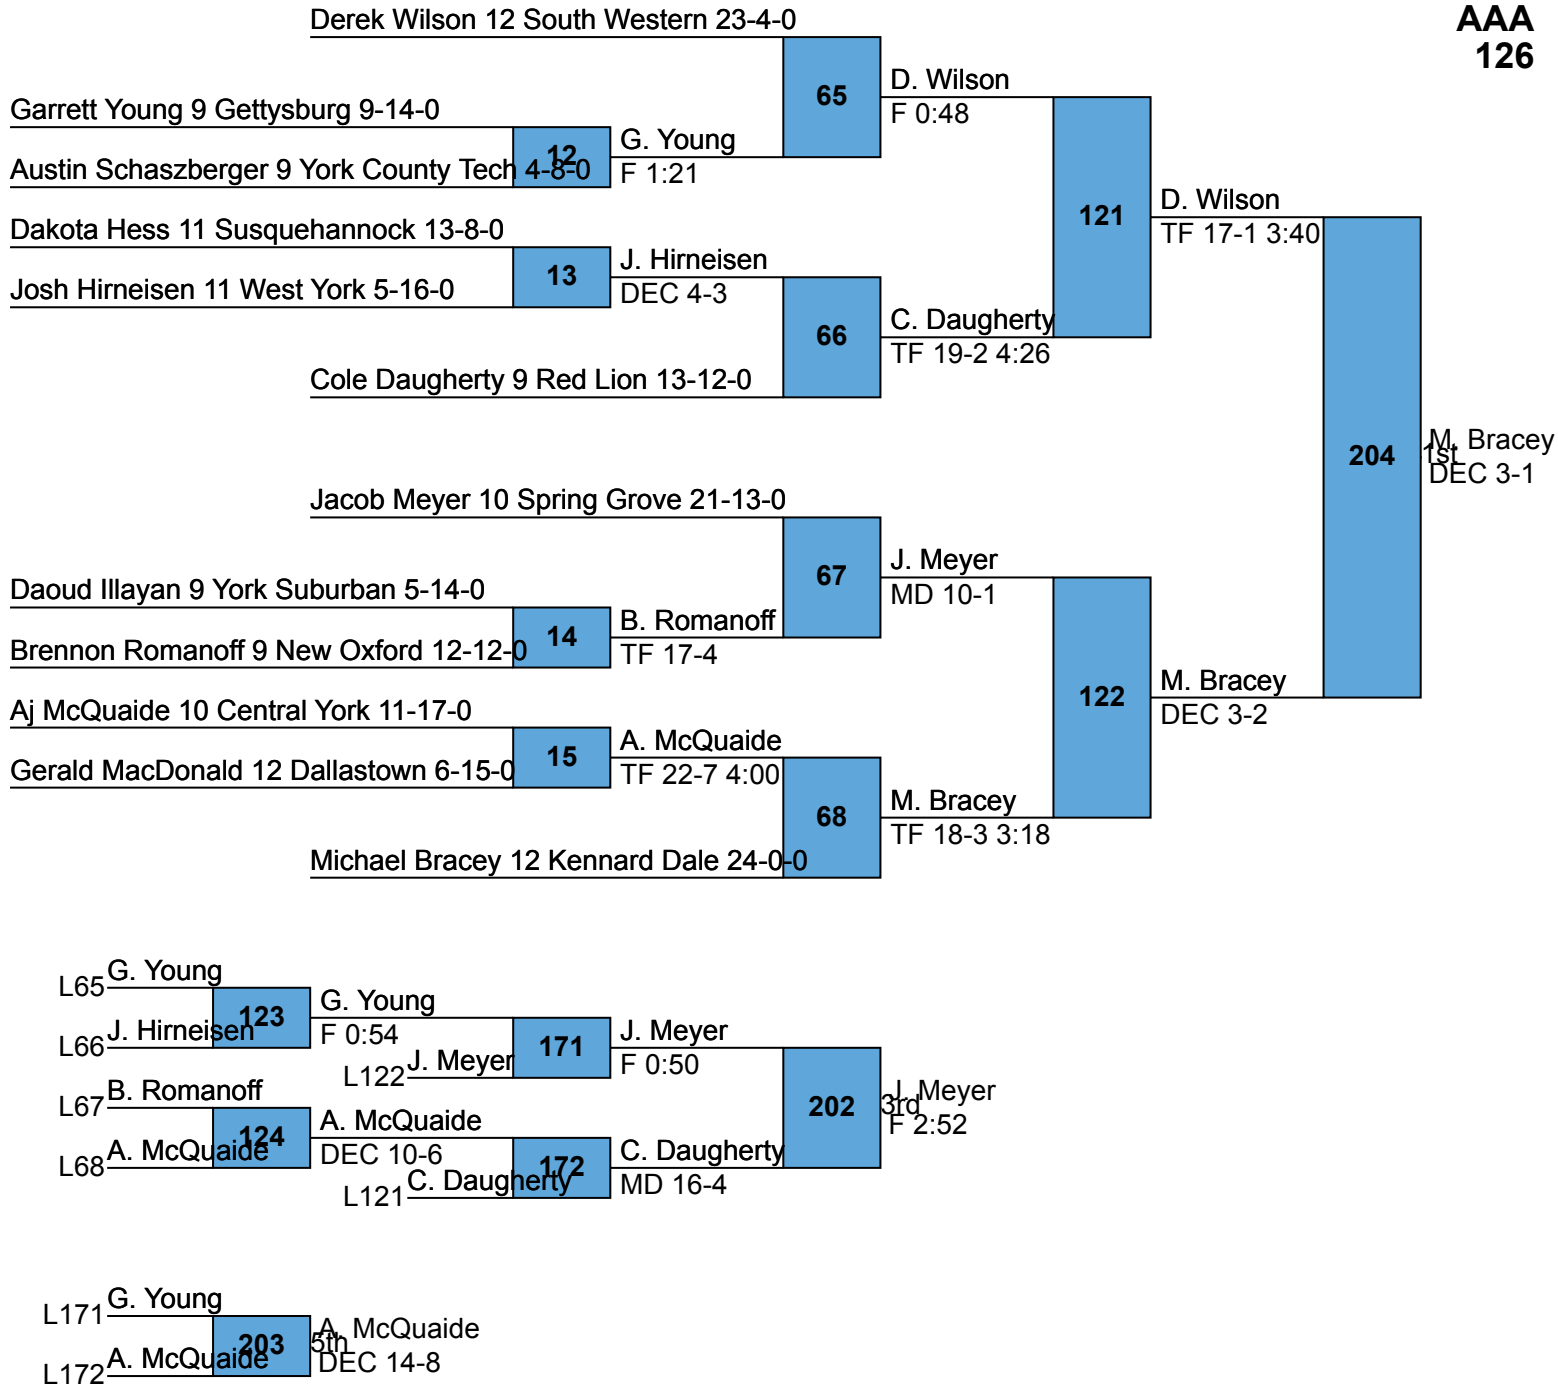 AAA
126
Derek Wilson 12 South Western 23-4-0
65
D. Wilson
F 0:48
Garrett Young 9 Gettysburg 9-14-0
12
G. Young
F 1:21
Austin Schaszberger 9 York County Tech 4-8-0
121
D. Wilson
TF 17-1 3:40
Dakota Hess 11 Susquehannock 13-8-0
13
J. Hirneisen
DEC 4-3
Josh Hirneisen 11 West York 5-16-0
66
C. Daugherty
TF 19-2 4:26
Cole Daugherty 9 Red Lion 13-12-0
204
M. Bracey
1st
DEC 3-1
Jacob Meyer 10 Spring Grove 21-13-0
67
J. Meyer
MD 10-1
Daoud Illayan 9 York Suburban 5-14-0
14
B. Romanoff
TF 17-4
Brennon Romanoff 9 New Oxford 12-12-0
122
M. Bracey
DEC 3-2
Aj McQuaide 10 Central York 11-17-0
15
A. McQuaide
TF 22-7 4:00
Gerald MacDonald 12 Dallastown 6-15-0
68
M. Bracey
TF 18-3 3:18
Michael Bracey 12 Kennard Dale 24-0-0
L65
G. Young
123
G. Young
F 0:54
L66
J. Hirneisen
171
J. Meyer
F 0:50
L122
J. Meyer
L67
B. Romanoff
124
A. McQuaide
DEC 10-6
L68
A. McQuaide
202
3rd
J. Meyer
F 2:52
172
C. Daugherty
MD 16-4
L121
C. Daugherty
L171
G. Young
203
5th
A. McQuaide
DEC 14-8
L172
A. McQuaide